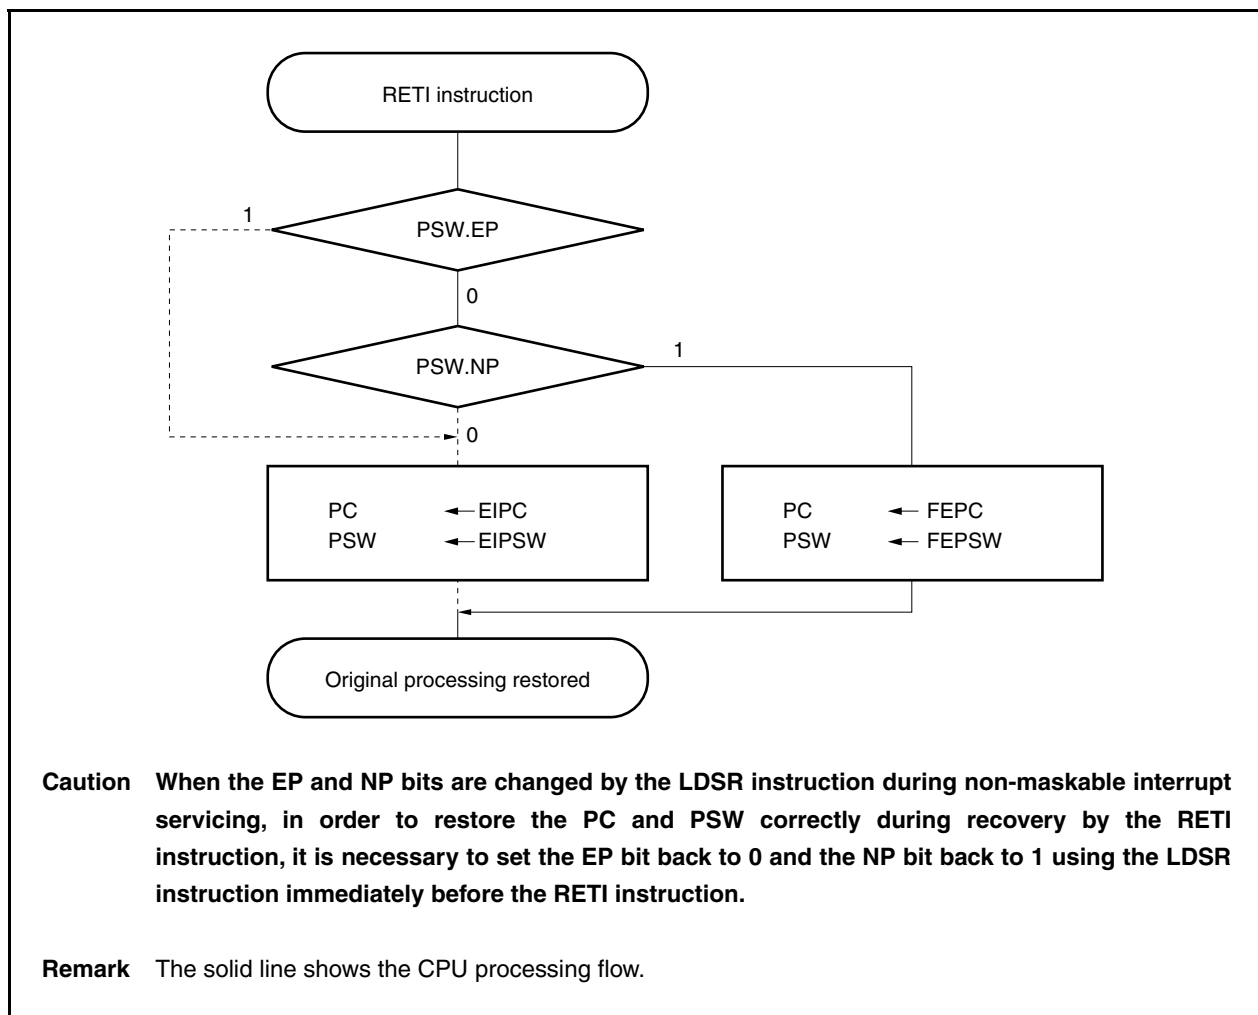 RETI instruction
1
PSW.EP
0
PSW.NP
1
0
PC ← EIPC
PSW ← EIPSW
PC ← FEPC
PSW ← FEPSW
Original processing restored
Caution When the EP and NP bits are changed by the LDSR instruction during non-maskable interrupt
servicing, in order to restore the PC and PSW correctly during recovery by the RETI
instruction, it is necessary to set the EP bit back to 0 and the NP bit back to 1 using the LDSR
instruction immediately before the RETI instruction.
Remark The solid line shows the CPU processing flow.